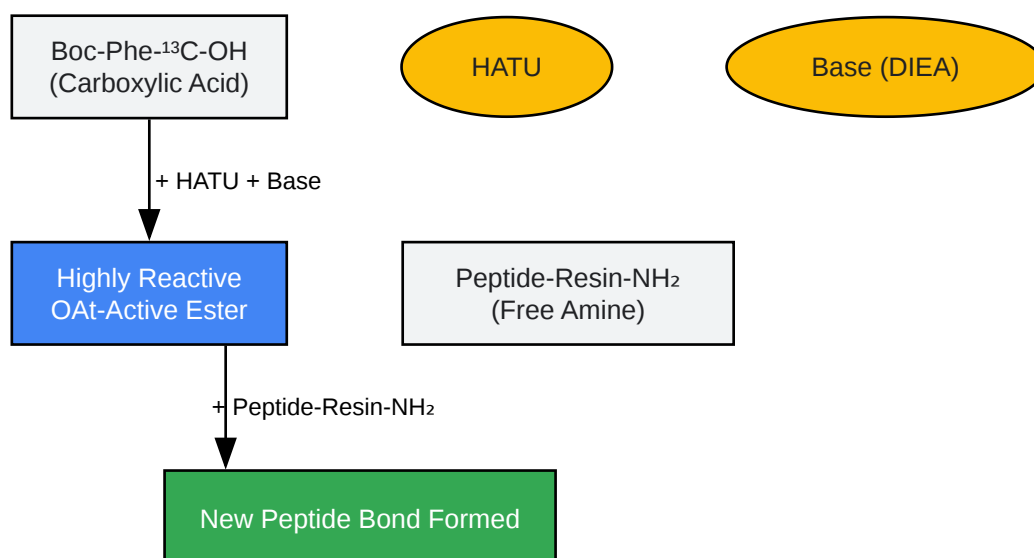 Boc-Phe-¹³C-OH
(Carboxylic Acid)
HATU
Base (DIEA)
+ HATU + Base
Highly Reactive
OAt-Active Ester
Peptide-Resin-NH₂
(Free Amine)
+ Peptide-Resin-NH₂
New Peptide Bond Formed